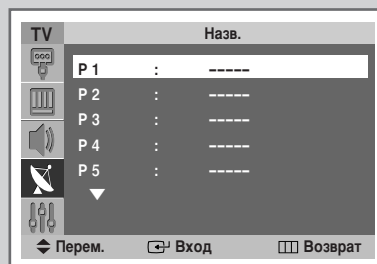 TV Назв.
P 1 : -----
P 2 : -----
P 3 : -----
P 4 : -----
P 5 : -----
Перем. Вход Возврат